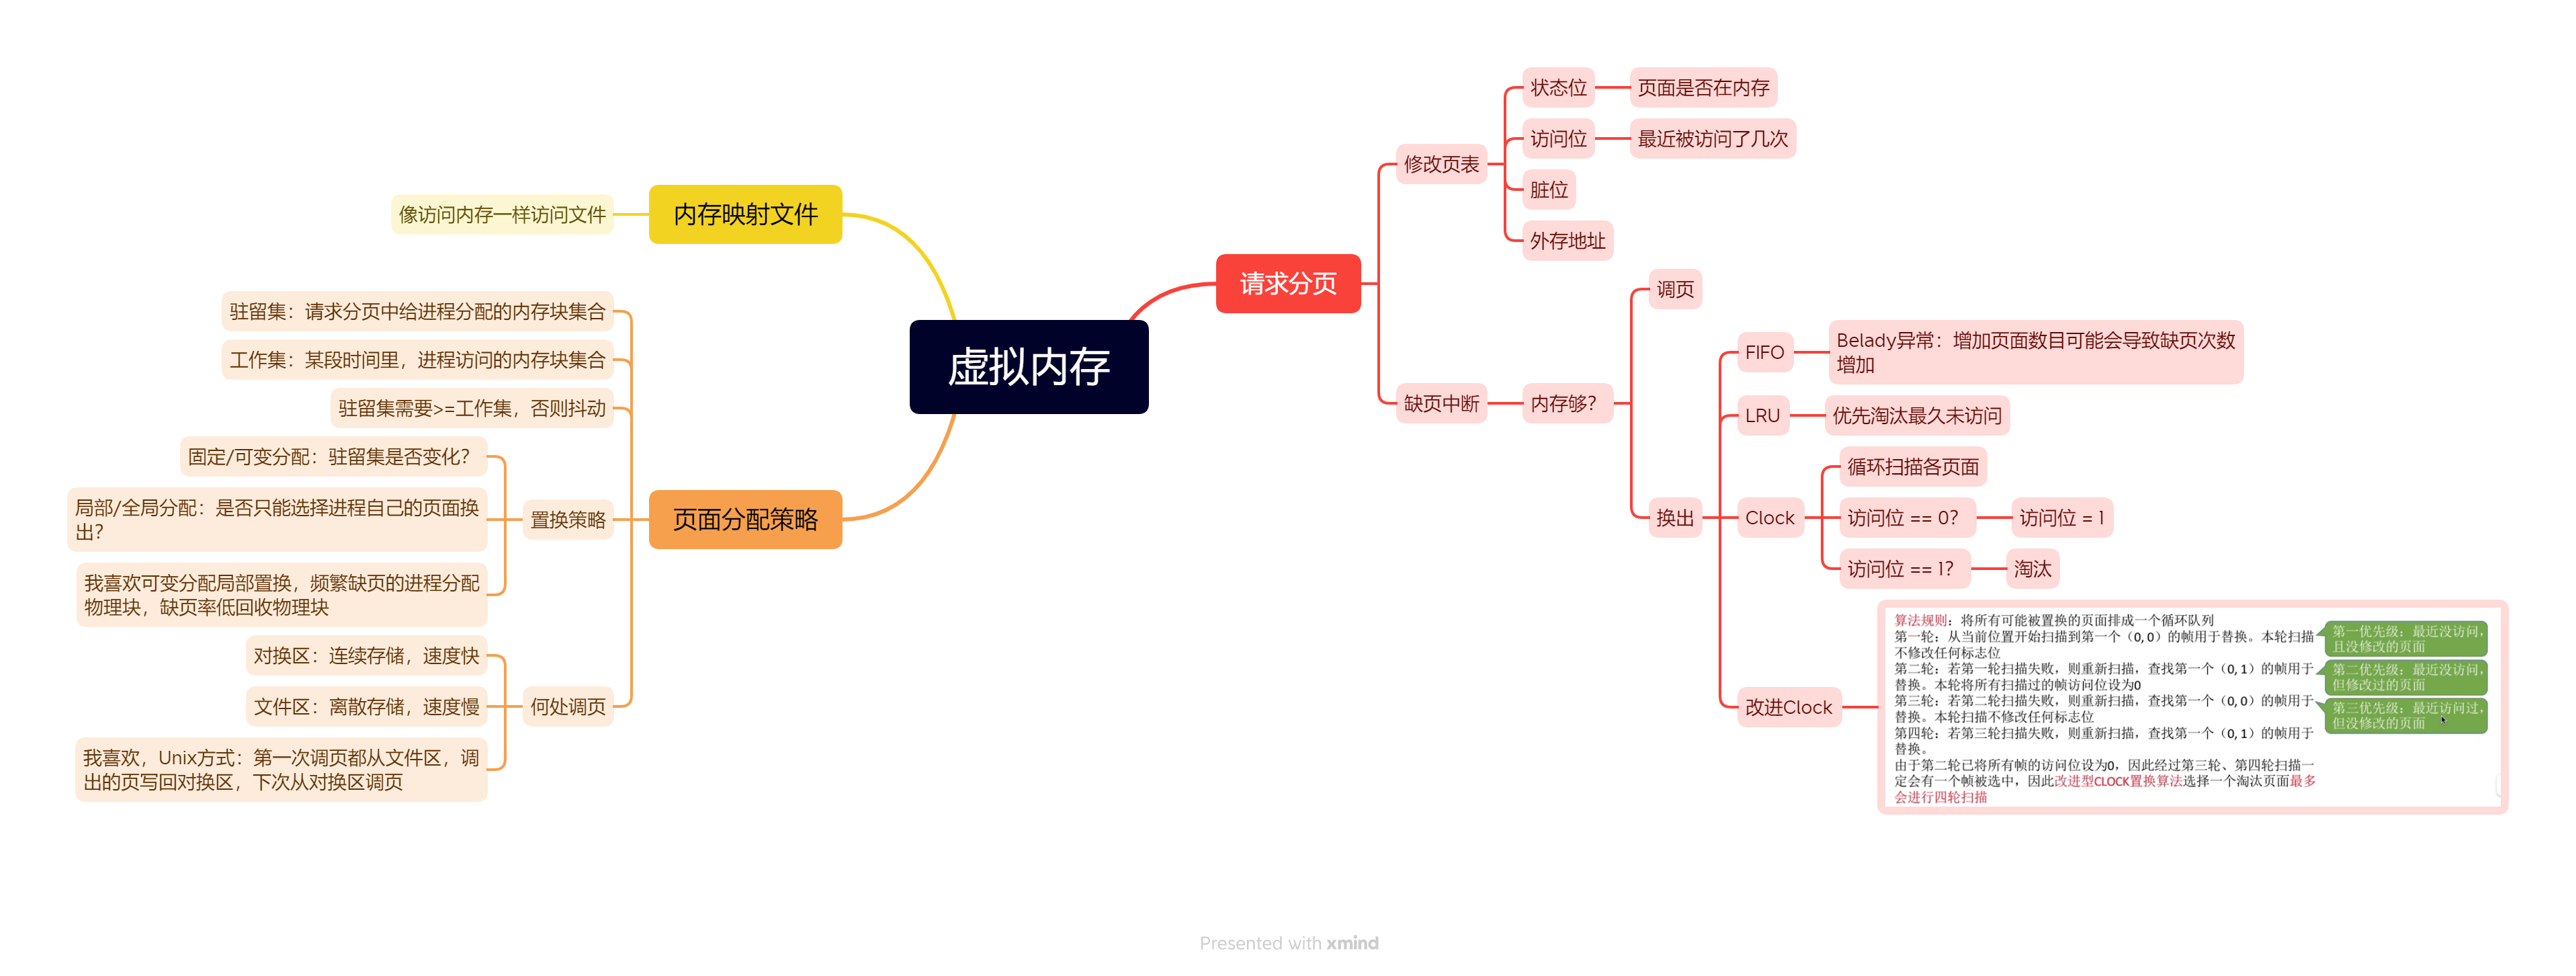 虚拟内存
请求分页
修改页表
状态位
页面是否在内存
访问位
最近被访问了几次
脏位
外存地址
缺页中断
内存够？
调页
换出
FIFO
Belady异常：增加页面数目可能会导致缺页次数
增加
LRU
优先淘汰最久未访问
Clock
循环扫描各页面
访问位 == 0？
访问位 = 1
访问位 == 1？
淘汰
改进Clock
算法规则：将所有可能被置换的页面排成一个循环队列
第一轮：从当前位置开始扫描到第一个（0, 0）的帧用于替换。本轮扫描
不修改任何标志位
第二轮：若第一轮扫描失败，则重新扫描，查找第一个（0, 1）的帧用于
替换。本轮将所有扫描过的帧访问位设为0
第三轮：若第二轮扫描失败，则重新扫描，查找第一个（0, 0）的帧用于
替换。本轮扫描不修改任何标志位
第四轮：若第三轮扫描失败，则重新扫描，查找第一个（0, 1）的帧用于
替换。
由于第二轮已将所有帧的访问位设为0，因此经过第三轮、第四轮扫描一
定会有一个帧被选中，因此改进型CLOCK置换算法选择一个淘汰页面最多
会进行四轮扫描
第一优先级：最近没访问，
且没修改的页面
第二优先级：最近没访问，
但修改过的页面
第三优先级：最近访问过，
但没修改的页面
内存映射文件
像访问内存一样访问文件
页面分配策略
驻留集：请求分页中给进程分配的内存块集合
工作集：某段时间里，进程访问的内存块集合
驻留集需要>=工作集，否则抖动
置换策略
固定/可变分配：驻留集是否变化？
局部/全局分配：是否只能选择进程自己的页面换
出？
我喜欢可变分配局部置换，频繁缺页的进程分配
物理块，缺页率低回收物理块
何处调页
对换区：连续存储，速度快
文件区：离散存储，速度慢
我喜欢，Unix方式：第一次调页都从文件区，调
出的页写回对换区，下次从对换区调页
Presented with xmind